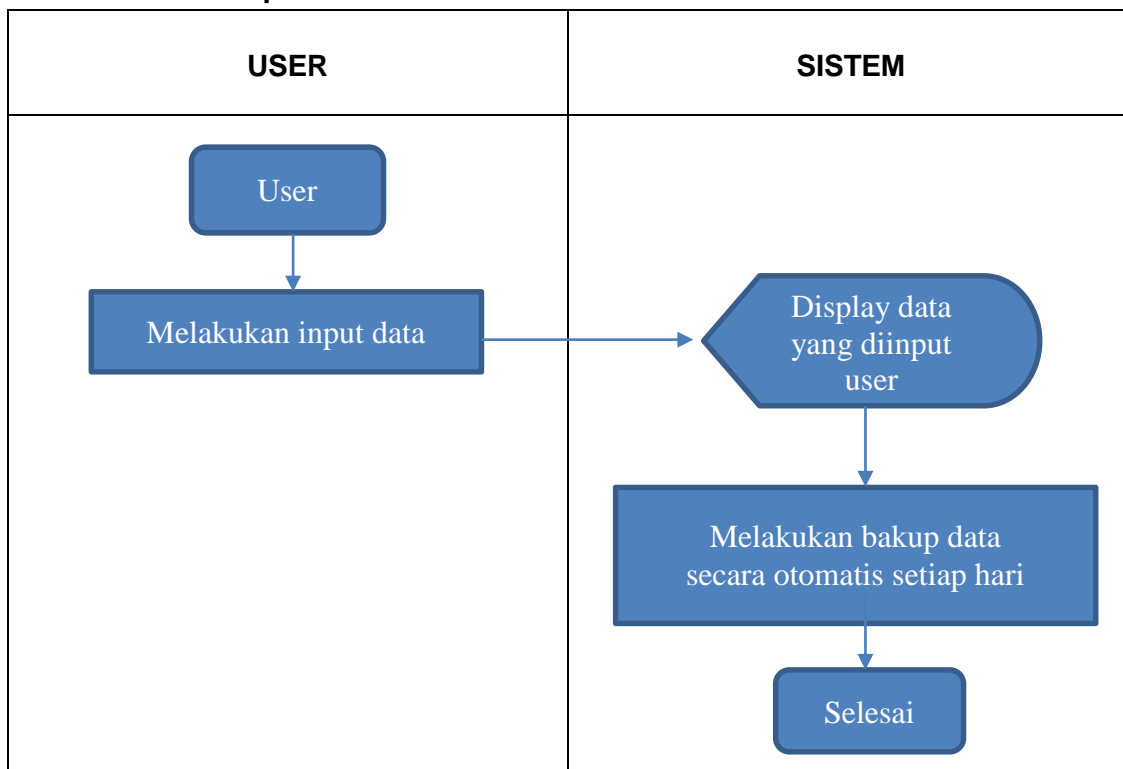 USER
SISTEM
User
Melakukan input data
Display data
yang diinput
user
Melakukan bakup data
secara otomatis setiap hari
Selesai